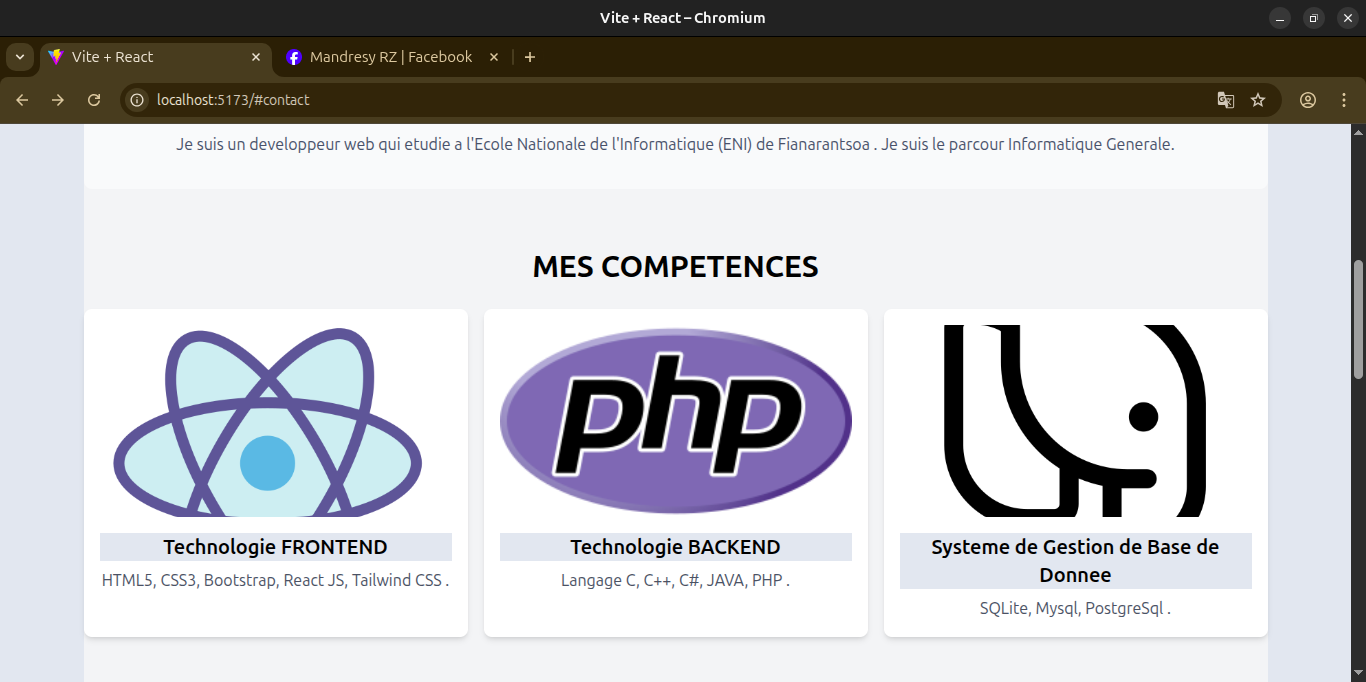 Vite + React – Chromium
Vite + React
Mandresy RZ | Facebook
localhost:5173/#contact
Je suis un developpeur web qui etudie a l'Ecole Nationale de l'Informatique (ENI) de Fianarantsoa . Je suis le parcour Informatique Generale.
MES COMPETENCES
php
Technologie FRONTEND
HTML5, CSS3, Bootstrap, React JS, Tailwind CSS .
Technologie BACKEND
Langage C, C++, C#, JAVA, PHP .
Systeme de Gestion de Base de
Donnee
SQLite, Mysql, PostgreSql .